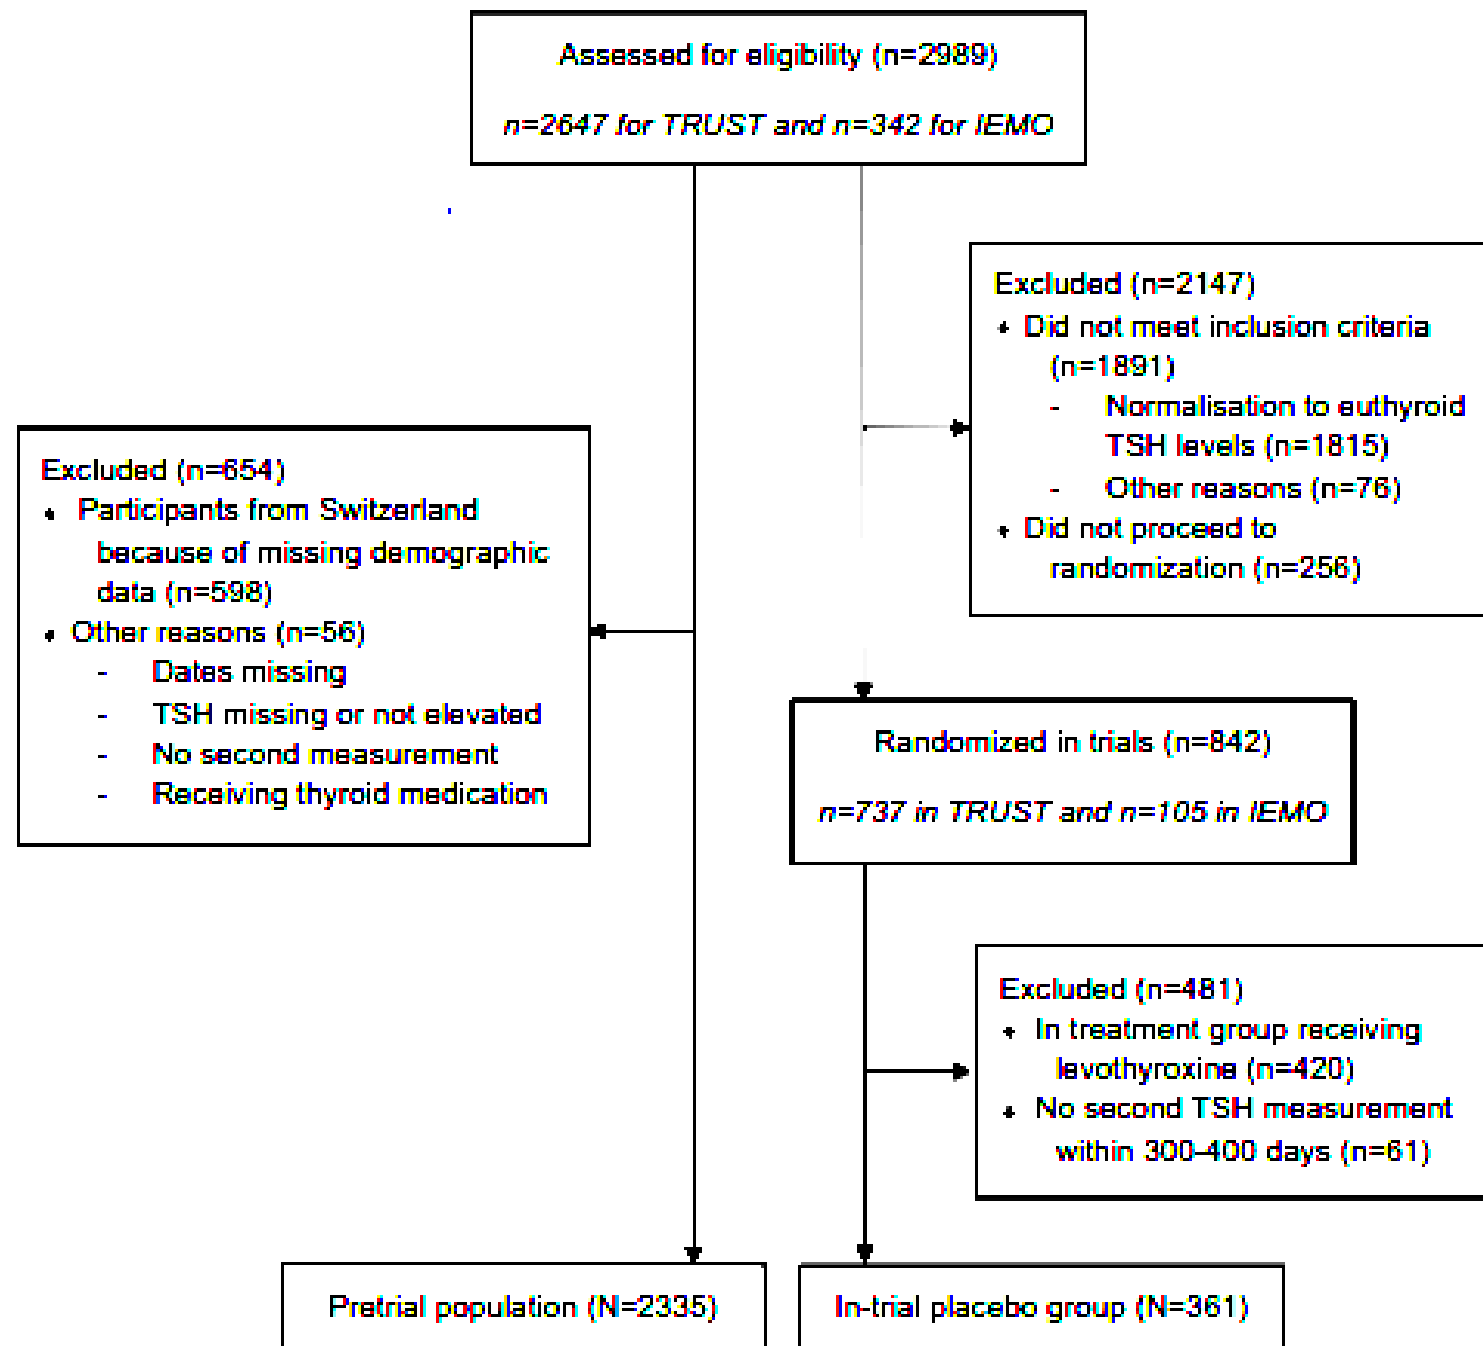 Assessed for eligibility (n=2989)
n=2647 for TRUST and n=342 for IEMO
Excluded (n=2147)
• Did not meet inclusion criteria
(n=1891)
- Normalisation to euthyroid
TSH levels (n=1815)
- Other reasons (n=76)
• Did not proceed to
randomization (n=256)
Excluded (n=654)
• Participants from Switzerland
because of missing demographic
data (n=598)
• Other reasons (n=56)
- Dates missing
- TSH missing or not elevated
- No second measurement
- Receiving thyroid medication
Randomized in trials (n=842)
n=737 in TRUST and n=105 in IEMO
Excluded (n=481)
• In treatment group receiving
levothyroxine (n=420)
• No second TSH measurement
within 300-400 days (n=61)
Pretrial population (N=2335)
In-trial placebo group (N=361)